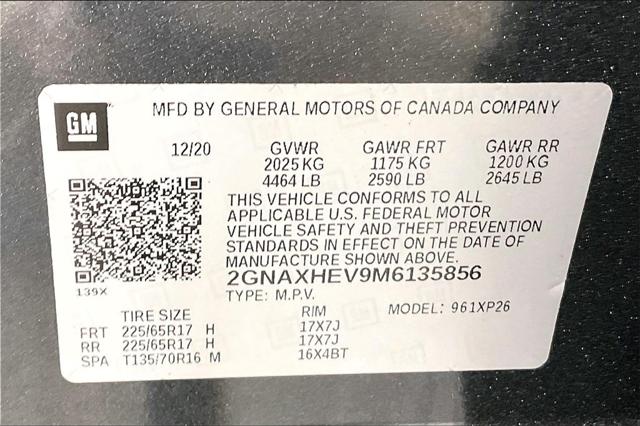 GM MFD BY GENERAL MOTORS OF CANADA COMPANY
12/20 GVWR GAWR FRT GAWR RR
2025 KG 1175 KG 1200 KG
4464 LB 2590 LB 2645 LB
THIS VEHICLE CONFORMS TO ALL
APPLICABLE U.S. FEDERAL MOTOR
VEHICLE SAFETY AND THEFT PREVENTION
STANDARDS IN EFFECT ON THE DATE OF
MANUFACTURE SHOWN ABOVE.
2GNAXHEV9M6135856
139X
TYPE: M.P.V.
TIRE SIZE RIM MODEL: 961XP26
FRT 225/65R17 H 17X7J
RR 225/65R17 H 17X7J
SPA T135/70R16 M 16X4BT